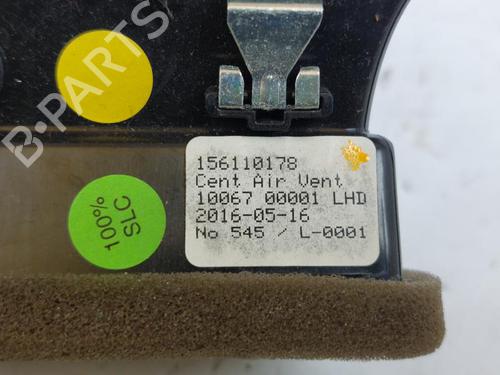 B-PARTS
156110178
Cent Air Vent
10067 00001 LHD
2016-05-16
No 545 / L-0001
100%
SLC